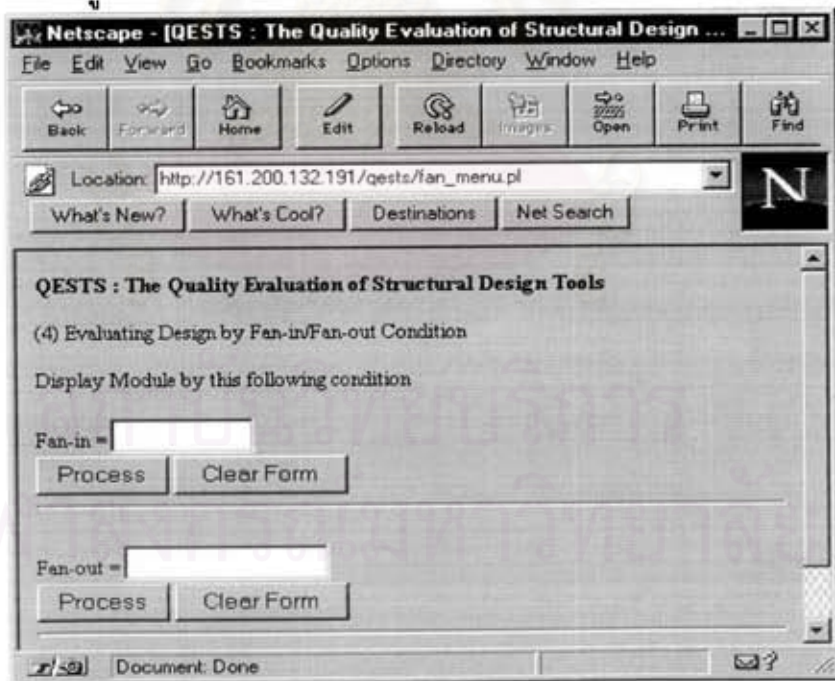 Netscape - [QESTS : The Quality Evaluation of Structural Design ...
File Edit View Go Bookmarks Options Directory Window Help
Back Forward Home Edit Reload Images Open Print Find
Location: http://161.200.132.191/qests/fan_menu.pl
N
What's New? What's Cool? Destinations Net Search
QESTS : The Quality Evaluation of Structural Design Tools
(4) Evaluating Design by Fan-in/Fan-out Condition
Display Module by this following condition
Fan-in =
Process Clear Form
Fan-out =
Process Clear Form
Document: Done